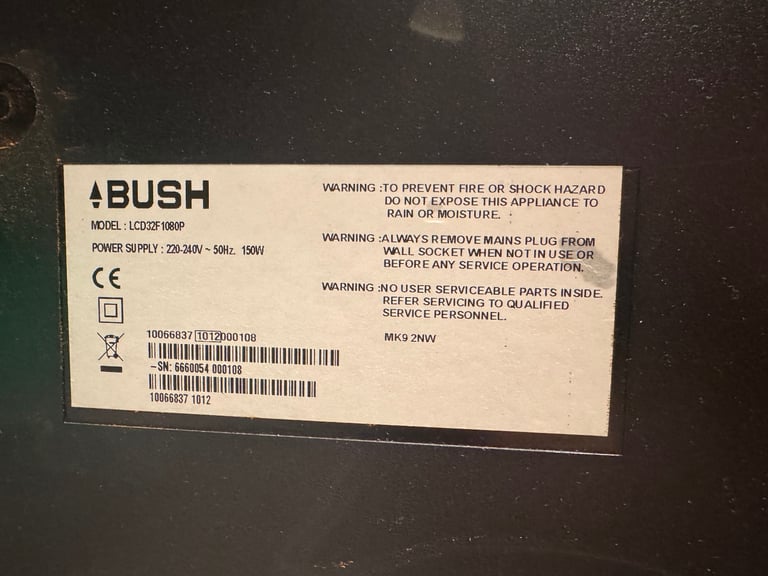 BUSH
MODEL : LCD32F1080P
POWER SUPPLY : 220-240V ~ 50Hz. 150W
CE
10066837 1012000108
-SN: 6660054 000108
10066837 1012
WARNING :TO PREVENT FIRE OR SHOCK HAZARD
DO NOT EXPOSE THIS APPLIANCE TO
RAIN OR MOISTURE.
WARNING :ALWAYS REMOVE MAINS PLUG FROM
WALL SOCKET WHEN NOT IN USE OR
BEFORE ANY SERVICE OPERATION.
WARNING :NO USER SERVICEABLE PARTS INSIDE.
REFER SERVICING TO QUALIFIED
SERVICE PERSONNEL.
MK9 2NW